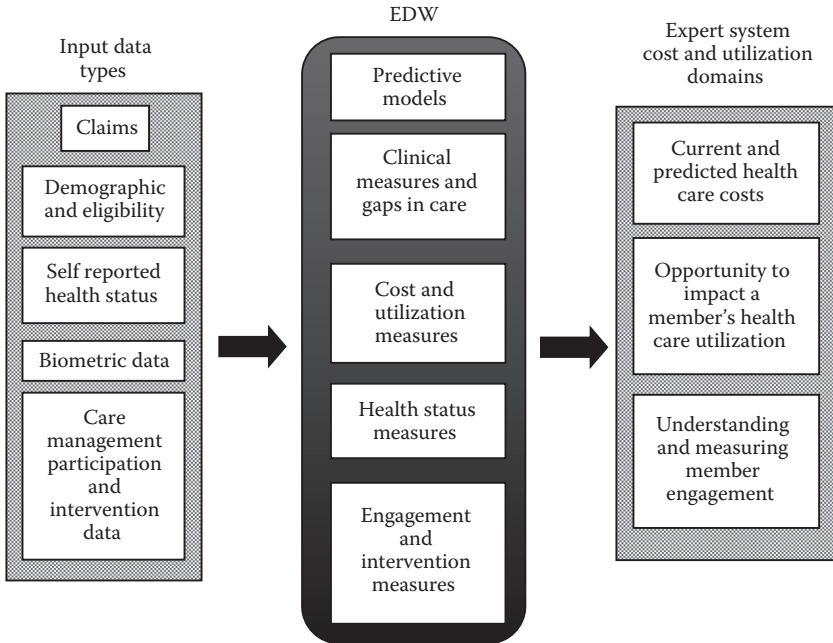 Input data
types
Claims
Demographic
and eligibility
Self reported
health status
Biometric data
Care
management
participation
and
intervention
data
EDW
Predictive
models
Clinical
measures and
gaps in care
Cost and
utilization
measures
Health status
measures
Engagement
and
intervention
measures
Expert system
cost and utilization
domains
Current and
predicted health
care costs
Opportunity to
impact a
member's health
care utilization
Understanding
and measuring
member
engagement